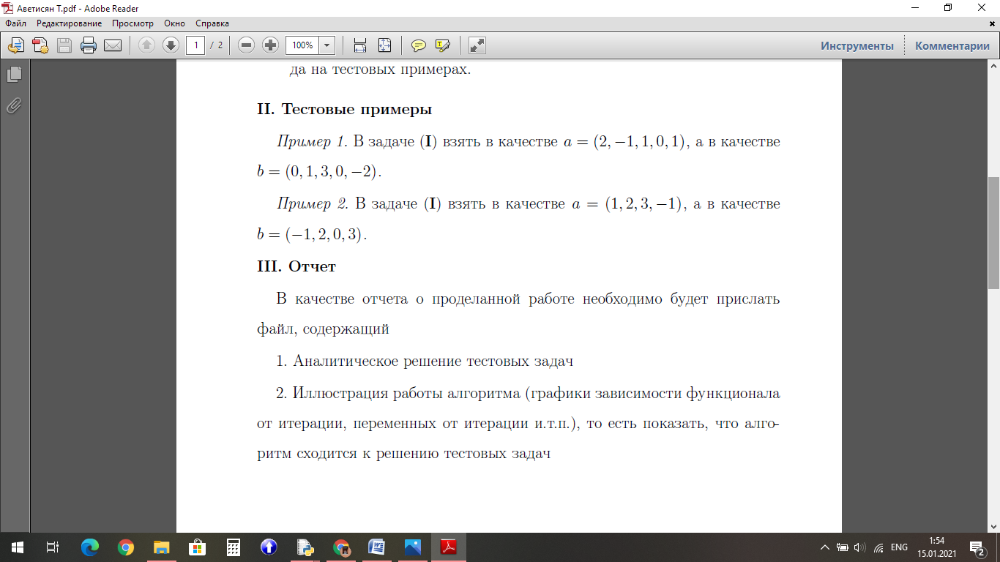 Аветисян Т.pdf - Adobe Reader
Файл Редактирование Просмотр Окно Справка
1 / 2 100% Инструменты Комментарии
да на тестовых примерах.
II. Тестовые примеры
Пример 1. В задаче (I) взять в качестве a = (2, −1, 1, 0, 1), а в качестве
b = (0, 1, 3, 0, −2).
Пример 2. В задаче (I) взять в качестве a = (1, 2, 3, −1), а в качестве
b = (−1, 2, 0, 3).
III. Отчет
В качестве отчета о проделанной работе необходимо будет прислать
файл, содержащий
1. Аналитическое решение тестовых задач
2. Иллюстрация работы алгоритма (графики зависимости функционала
от итерации, переменных от итерации и.т.п.), то есть показать, что алго-
ритм сходится к решению тестовых задач
ENG
1:54
15.01.2021
2